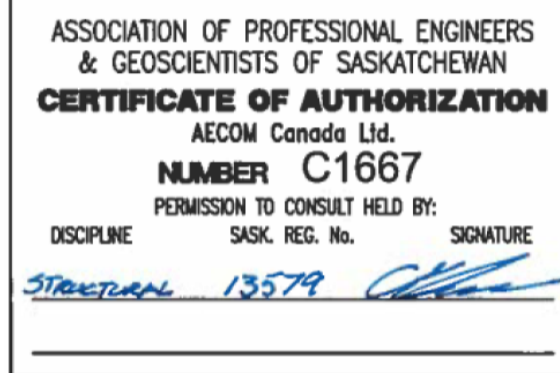 ASSOCIATION OF PROFESSIONAL ENGINEERS
& GEOSCIENTISTS OF SASKATCHEWAN
CERTIFICATE OF AUTHORIZATION
AECOM Canada Ltd.
NUMBER C1667
PERMISSION TO CONSULT HELD BY:
DISCIPLINE SASK. REG. No. SIGNATURE
STRUCTURAL 13579